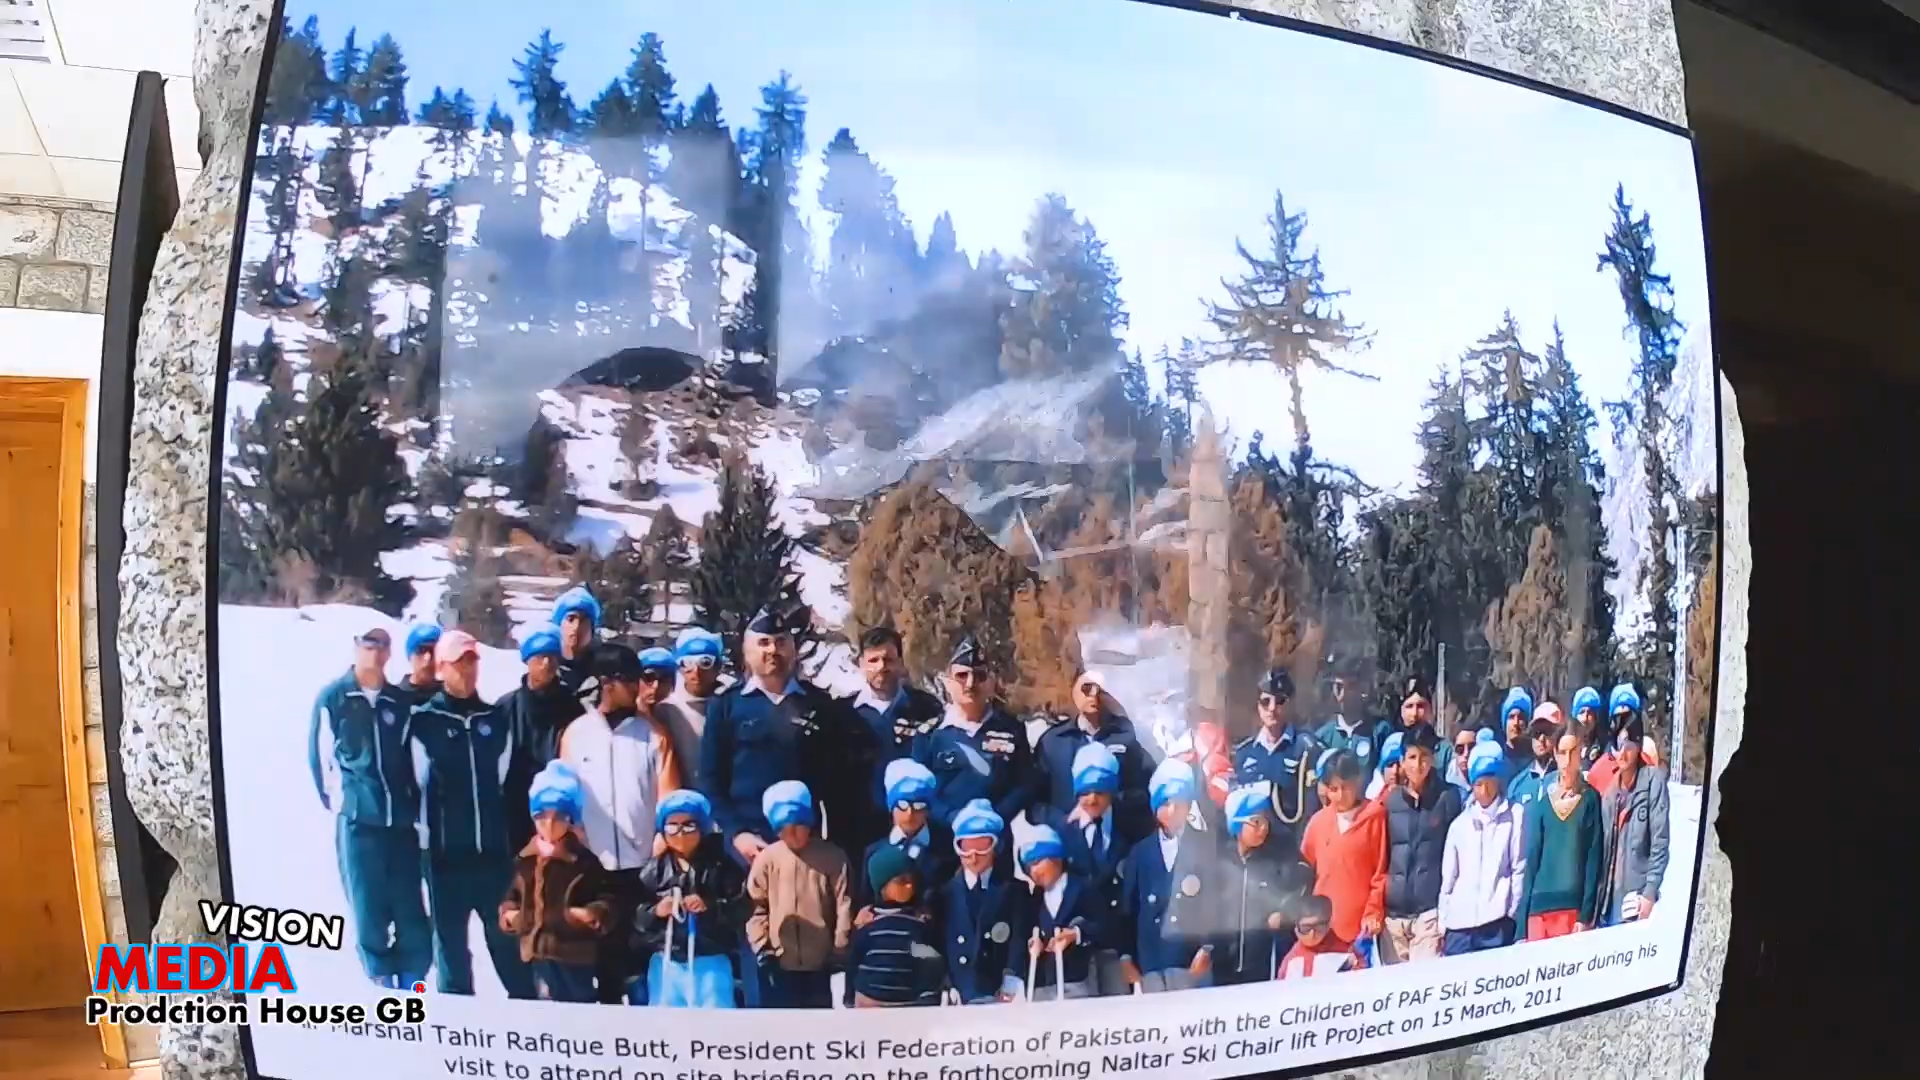 VISION
MEDIA
Prodction House GB
Marshal Tahir Rafique Butt, President Ski Federation of Pakistan, with the Children of PAF Ski School Naltar during his
visit to attend on site briefing on the forthcoming Naltar Ski Chair lift Project on 15 March, 2011